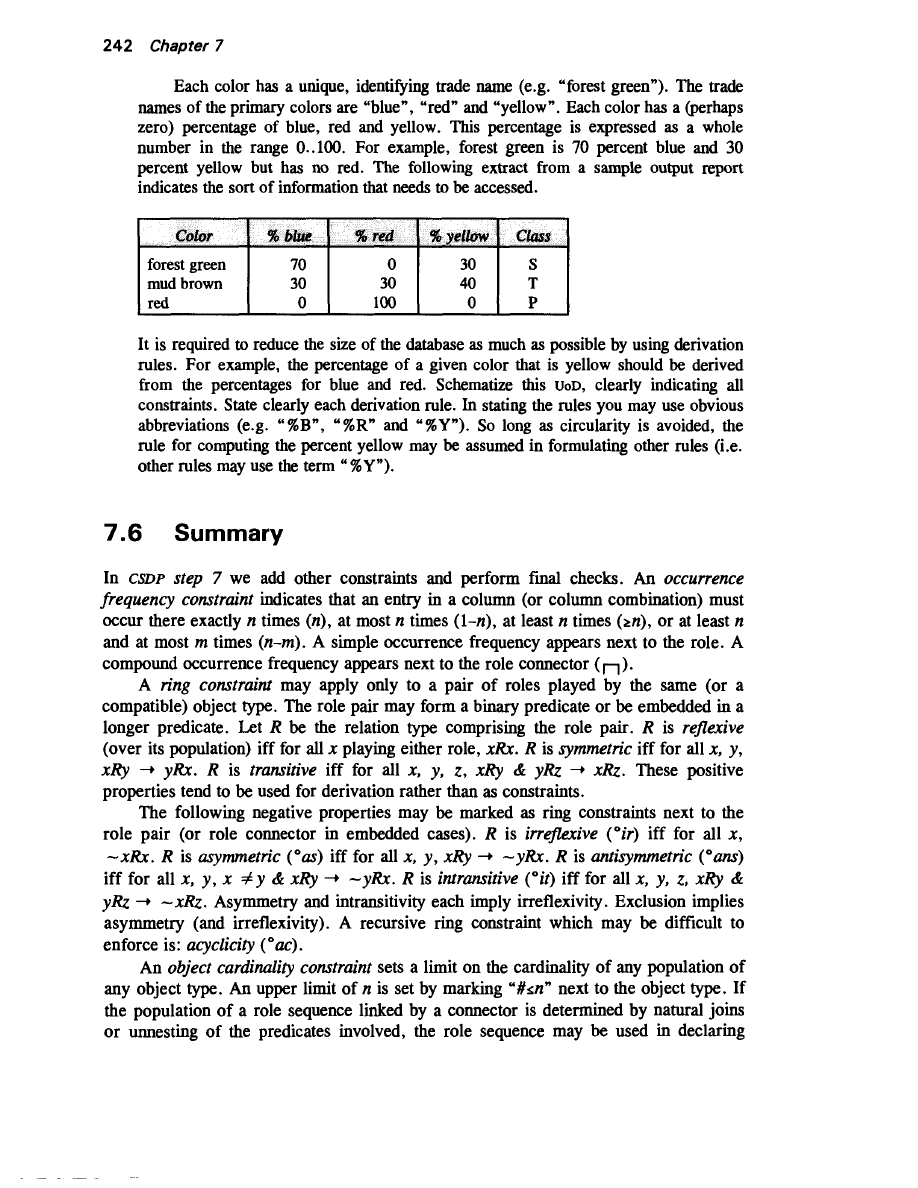 242 Chapter 7
Each color has a unique, identifying trade name (e.g. “forest green”). The trade
names of the primary colors are “blue”, “red” and “yellow”. Each color has a (perhaps
zero) percentage of blue, red and yellow. This percentage is expressed as a whole
number in the range 0..100. For example, forest green is 70 percent blue and 30
percent yellow but has no red. The following extract from a sample output report
indicates the sort of information that needs to be accessed.
Color % blue % red % yellow Class
forest green 70 0 30 S
mud brown 30 30 40 T
red 0 100 0 P
It is required to reduce the size of the database as much as possible by using derivation
rules. For example, the percentage of a given color that is yellow should be derived
from the percentages for blue and red. Schematize this UoD, clearly indicating all
constraints. State clearly each derivation rule. In stating the rules you may use obvious
abbreviations (e.g. “%B”, “%R” and “%Y”). So long as circularity is avoided, the
rule for computing the percent yellow may be assumed in formulating other rules (i.e.
other rules may use the term “%Y”).
7.6 Summary
In CSDP step 7 we add other constraints and perform final checks. An occurrence
frequency constraint indicates that an entry in a column (or column combination) must
occur there exactly n times (n), at most n times (1–n), at least n times (≥n), or at least n
and at most m times (n–m). A simple occurrence frequency appears next to the role. A
compound occurrence frequency appears next to the role connector (┌┐).
A ring constraint may apply only to a pair of roles played by the same (or a
compatible) object type. The role pair may form a binary predicate or be embedded in a
longer predicate. Let R be the relation type comprising the role pair. R is reflexive
(over its population) iff for all x playing either role, xRx. R is symmetric iff for all x, y,
xRy → yRx. R is transitive iff for all x, y, z, xRy & yRz → xRz. These positive
properties tend to be used for derivation rather than as constraints.
The following negative properties may be marked as ring constraints next to the
role pair (or role connector in embedded cases). R is irreflexive (°ir) iff for all x,
~xRx. R is asymmetric (°as) iff for all x, y, xRy → ~yRx. R is antisymmetric (°ans)
iff for all x, y, x ≠ y & xRy → ~yRx. R is intransitive (°it) iff for all x, y, z, xRy &
yRz → ~xRz. Asymmetry and intransitivity each imply irreflexivity. Exclusion implies
asymmetry (and irreflexivity). A recursive ring constraint which may be difficult to
enforce is: acyclicity (°ac).
An object cardinality constraint sets a limit on the cardinality of any population of
any object type. An upper limit of n is set by marking “#≤n” next to the object type. If
the population of a role sequence linked by a connector is determined by natural joins
or unnesting of the predicates involved, the role sequence may be used in declaring